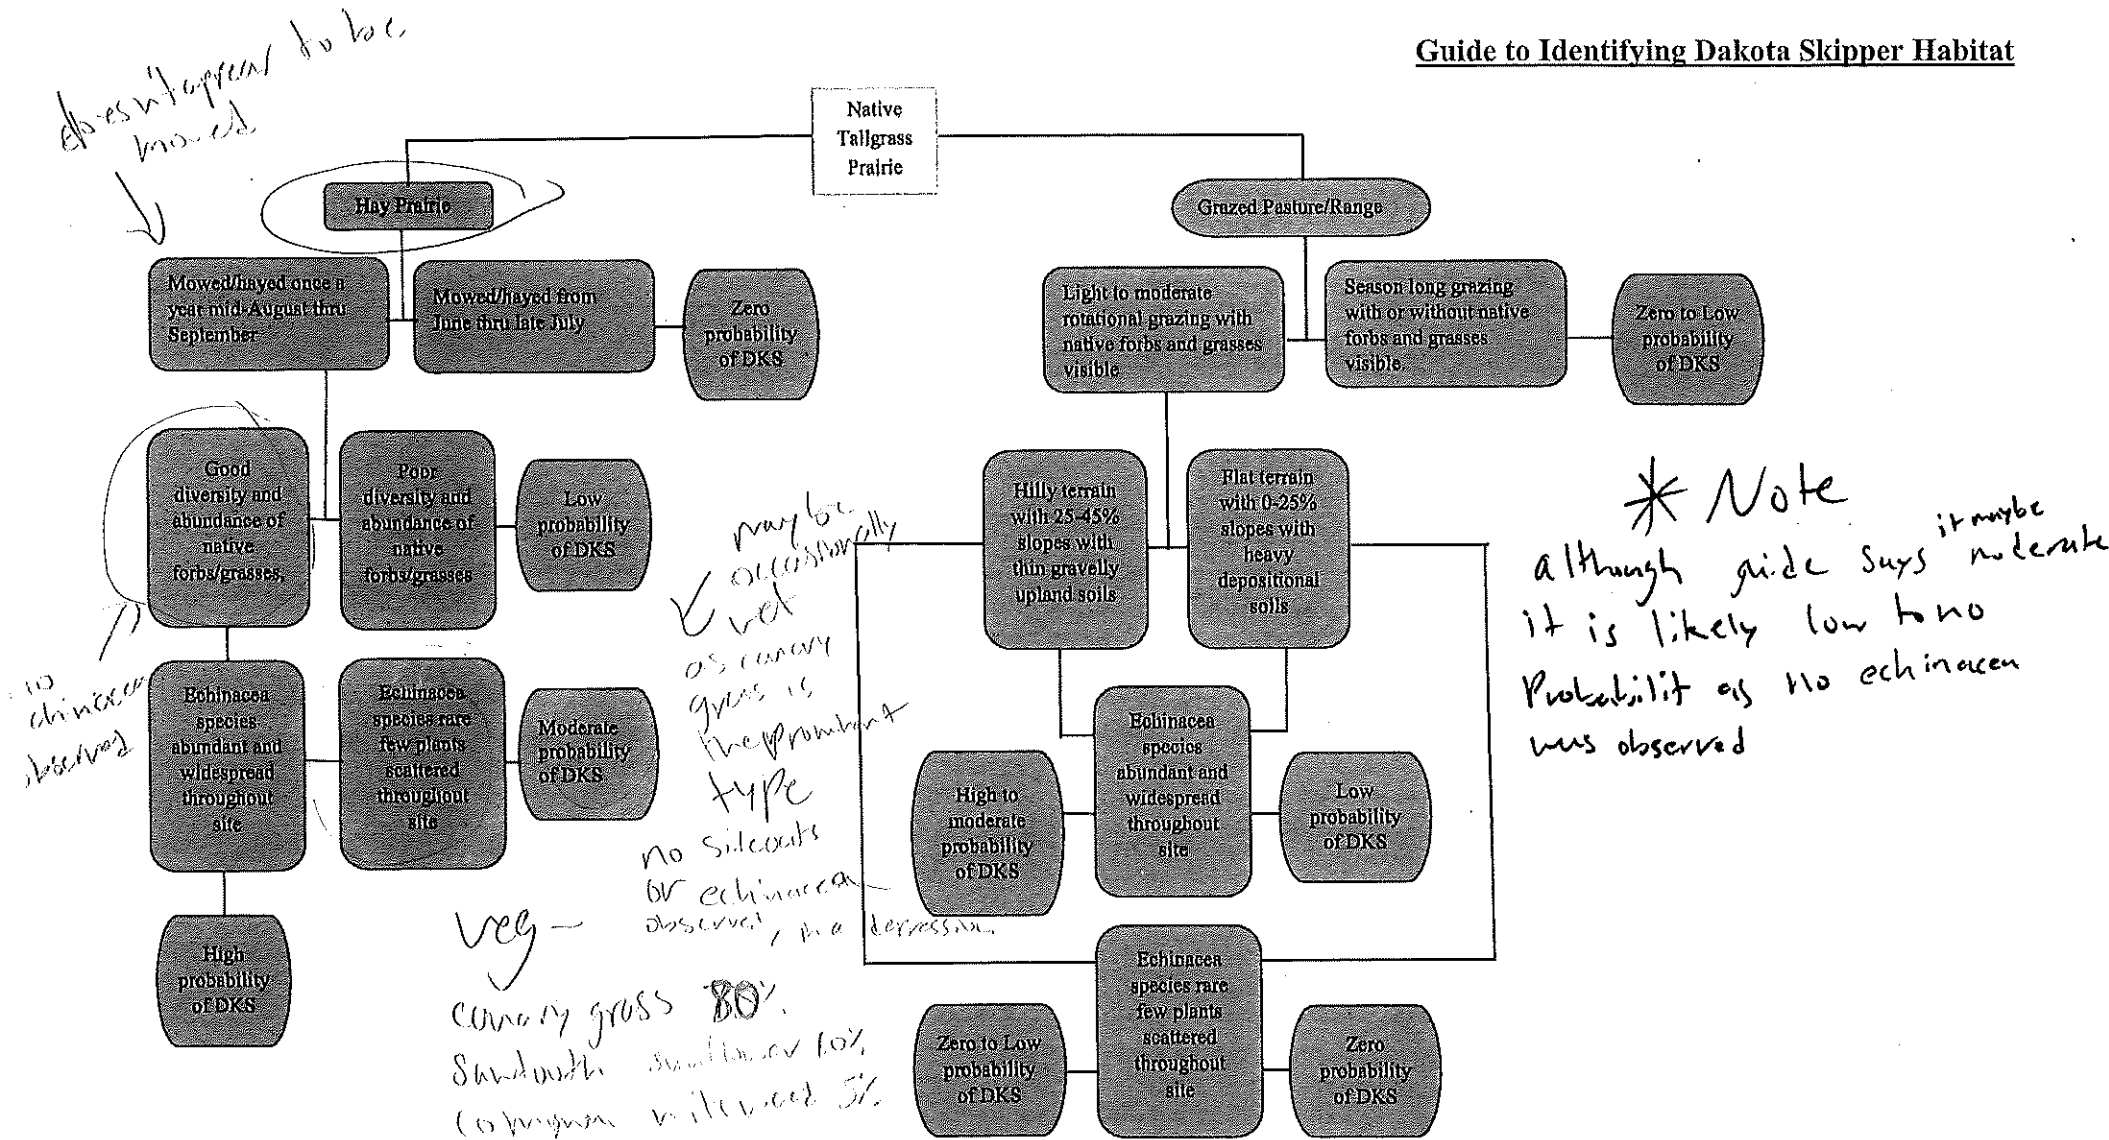 Guide to Identifying Dakota Skipper Habitat
doesn't appear to be
mowed
Native
Tallgrass
Prairie
Hay Prairie
Grazed Pasture/Range
Mowed/hayed once a
year mid-August thru
September
Mowed/hayed from
June thru late July
Zero
probability
of DKS
Light to moderate
rotational grazing with
native forbs and grasses
visible
Season long grazing
with or without native
forbs and grasses
visible.
Zero to Low
probability
of DKS
Good
diversity and
abundance of
native
forbs/grasses,
Poor
diversity and
abundance of
native
forbs/grasses
Low
probability
of DKS
may be
occasionally
wet
as canary
grass is
the
type
no
or echinacea
observed, in a depression
Hilly terrain
with 25-45%
slopes with
thin gravelly
upland soils
Flat terrain
with 0-25%
slopes with
heavy
depositional
soils
* Note
although guide says it maybe moderate
it is likely low to no
Probabilit as no echinacea
was observed
observed
Echinacea
species
abundant and
widespread
throughout
site
Echinacea
species rare
few plants
scattered
throughout
site
Moderate
probability
of DKS
High
probability
of DKS
High to
moderate
probability
of DKS
Echinacea
species
abundant and
widespread
throughout
site
Low
probability
of DKS
Zero to Low
probability
of DKS
Echinacea
species rare
few plants
scattered
throughout
site
Zero
probability
of DKS
veg -
canary grass 80%
sunflower 10%
common milkweed 5%